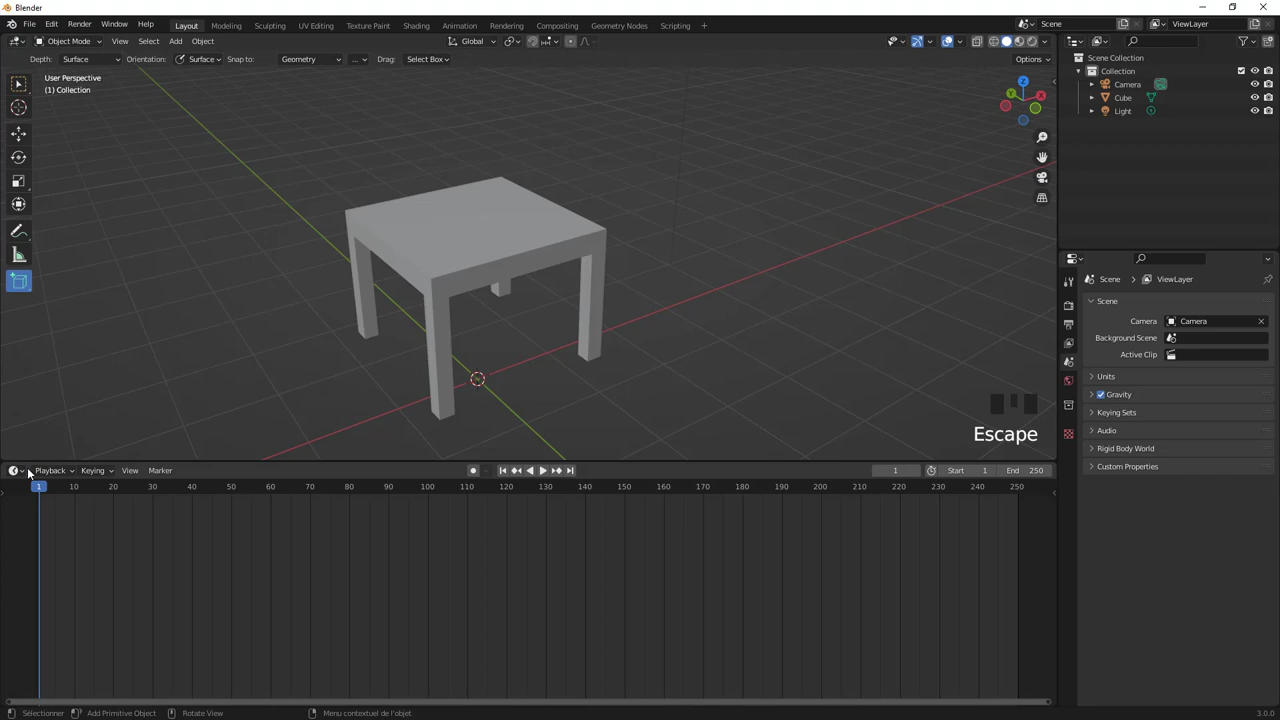 Blender
File Edit Render Window Help
Layout Modeling Sculpting UV Editing Texture Paint Shading Animation Rendering Compositing Geometry Nodes Scripting +
Scene
ViewLayer
Object Mode View Select Add Object
Global
Depth: Surface Orientation: Surface Snap to: Geometry ... Drag: Select Box
Options
User Perspective
(1) Collection
Z
Y
X
Escape
Scene Collection
Collection
Camera
Cube
Light
Scene ViewLayer
Scene
Camera Camera
Background Scene
Active Clip
Units
Gravity
Keying Sets
Audio
Rigid Body World
Custom Properties
Playback Keying View Marker
1 Start 1 End 250
1 10 20 30 40 50 60 70 80 90 100 110 120 130 140 150 160 170 180 190 200 210 220 230 240 250
Sélectionner Add Primitive Object Rotate View Menu contextuel de l'objet
3.0.0